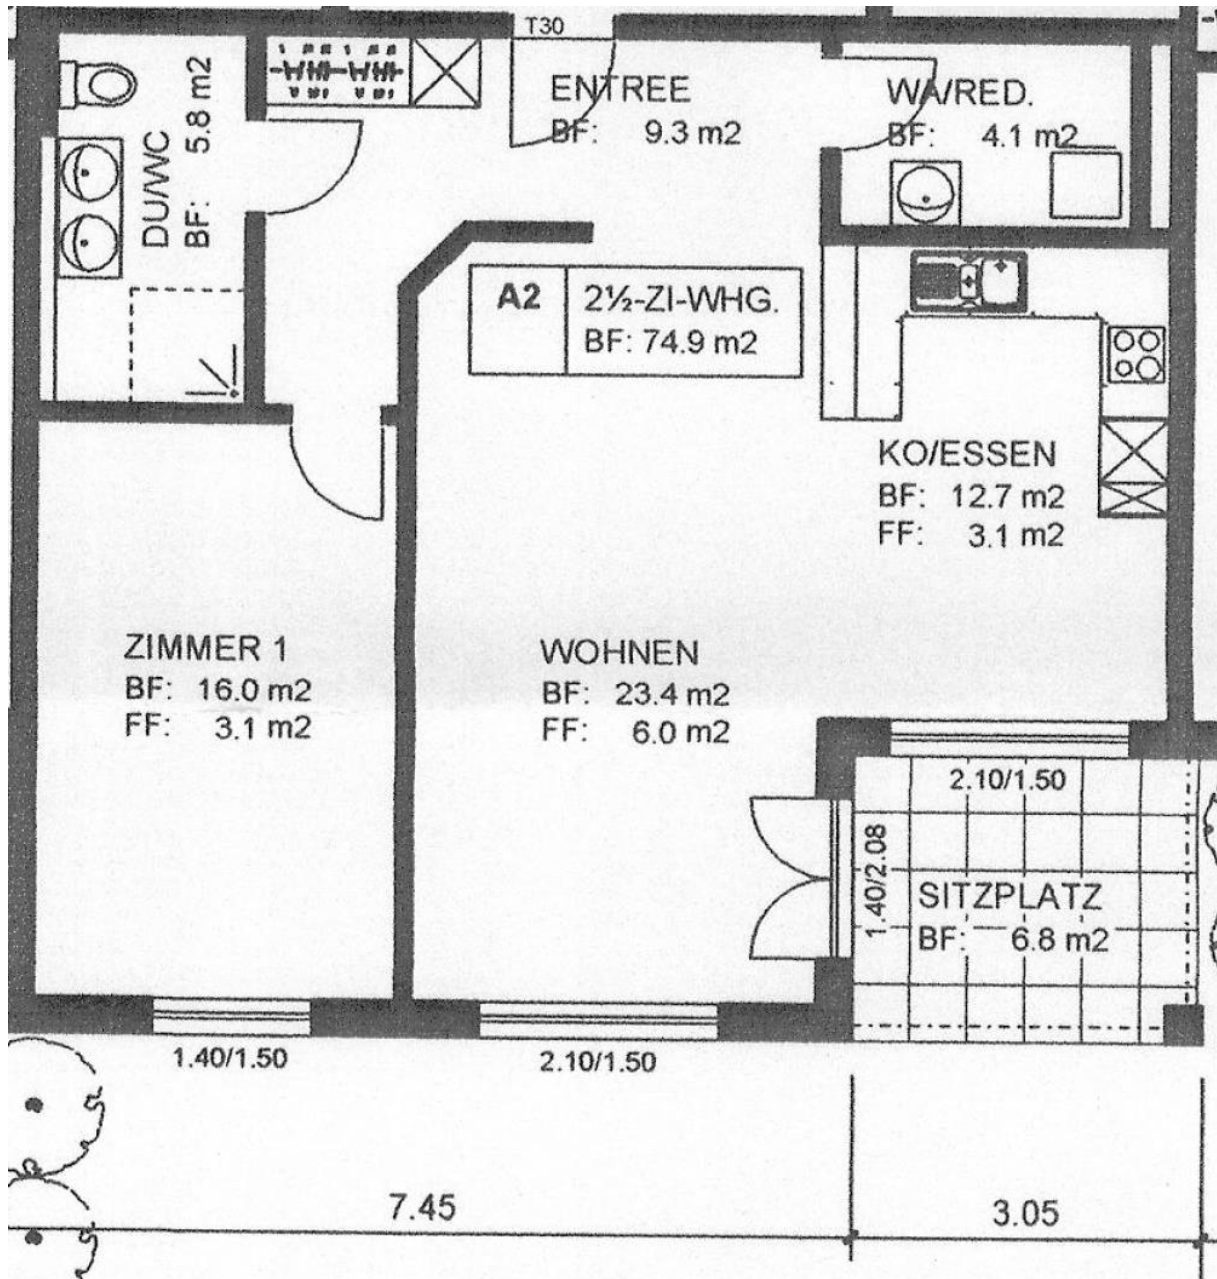 T30
ENTREE
BF: 9.3 m2
WA/RED.
BF: 4.1 m2
DU/WC
BF: 5.8 m2
A2
2½-ZI-WHG.
BF: 74.9 m2
KO/ESSEN
BF: 12.7 m2
FF: 3.1 m2
ZIMMER 1
BF: 16.0 m2
FF: 3.1 m2
WOHNEN
BF: 23.4 m2
FF: 6.0 m2
2.10/1.50
1.40/2.08
SITZPLATZ
BF: 6.8 m2
1.40/1.50
2.10/1.50
7.45
3.05